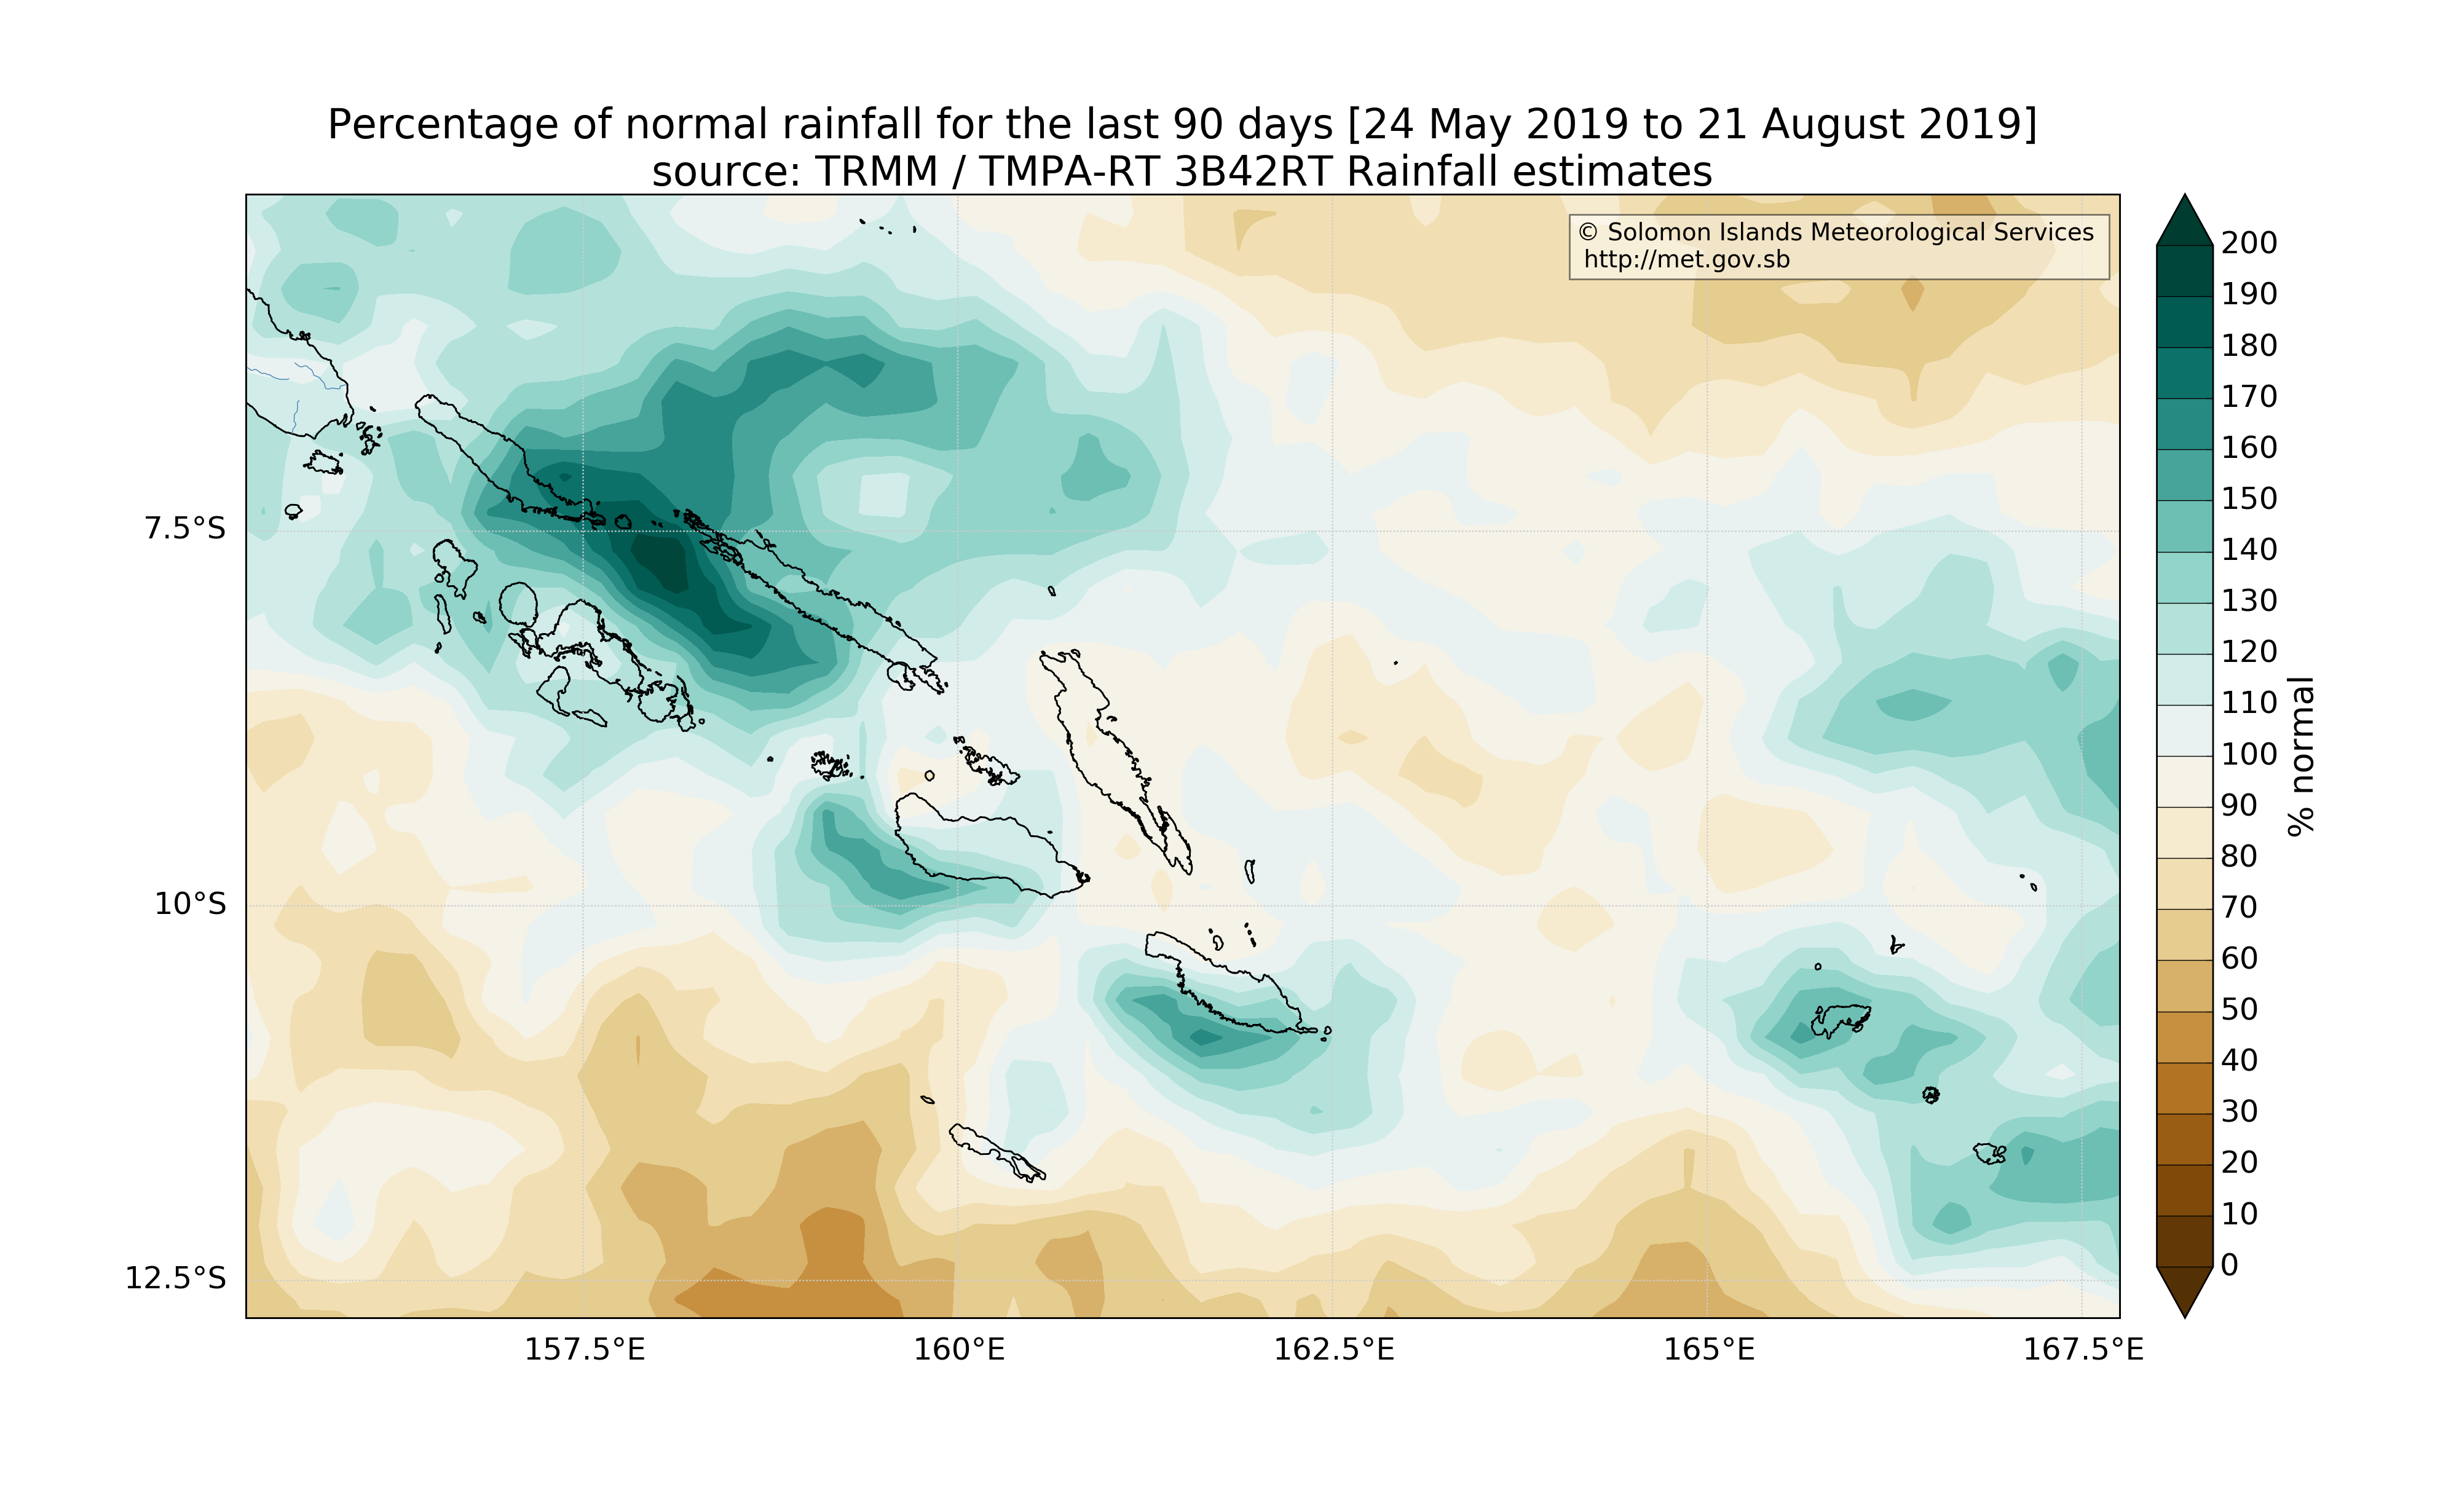 Percentage of normal rainfall for the last 90 days [24 May 2019 to 21 August 2019]
source: TRMM / TMPA-RT 3B42RT Rainfall estimates
© Solomon Islands Meteorological Services
http://met.gov.sb
7.5°S
10°S
12.5°S
157.5°E
160°E
162.5°E
165°E
167.5°E
200
190
180
170
160
150
140
130
120
110
100
90
80
70
60
50
40
30
20
10
0
% normal